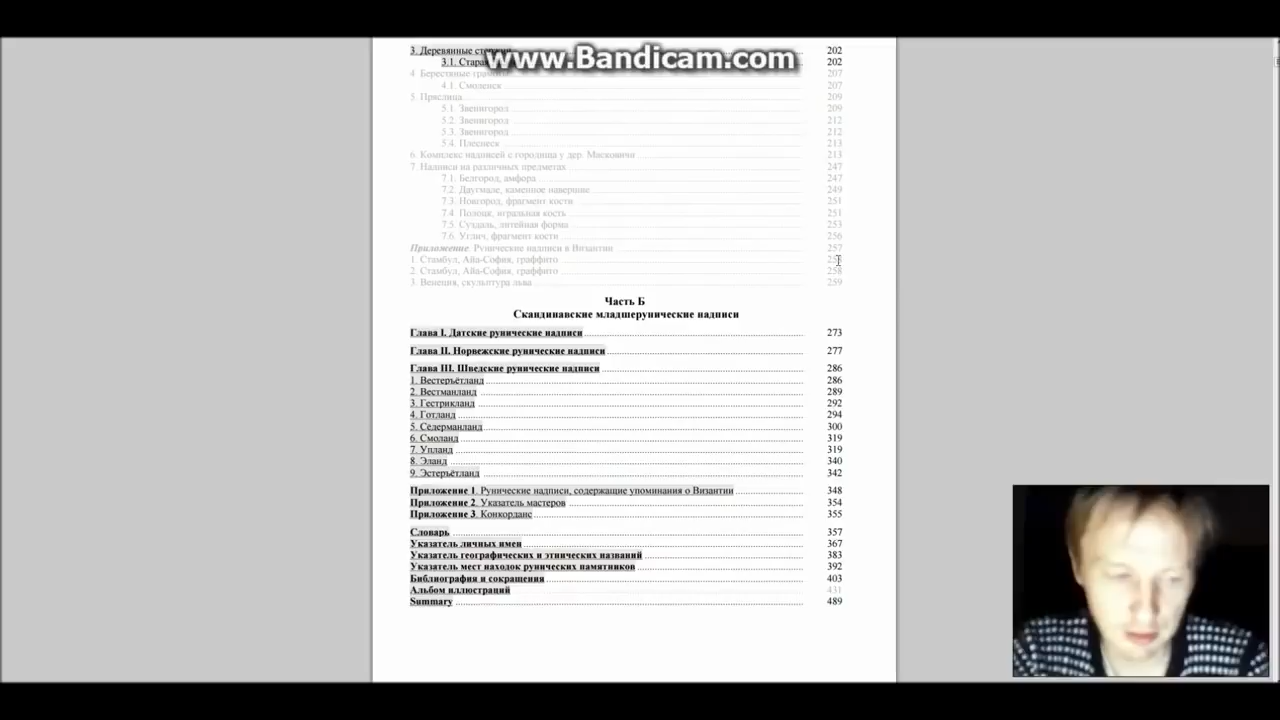 www.Bandicam.com
3. Деревянные 202
3.1. 202
4 Берестяные грамоты 207
4.1. Смоленск 207
5. Пряслица 209
5.1. Звенигород 209
5.2. Звенигород 212
5.3. Звенигород 212
5.4. Плеснеск 213
6. Комплекс надписей с городища у дер. Масковичи 213
7. Надписи на различных предметах 247
7.1. Белгород, амфора 247
7.2. Даугмале, каменное навершие 249
7.3. Новгород, фрагмент кости 251
7.4 Полоцк, игральная кость 251
7.5. Суздаль, литейная форма 253
7.6. Углич, фрагмент кости 256
Приложение. Рунические надписи в Византии 257
1. Стамбул, Айа-София, граффито
2. Стамбул, Айа-София, граффито 258
3. Венеция, скульптура льва 259
Часть Б
Скандинавские младшерунические надписи
Глава I. Датские рунические надписи 273
Глава II. Норвежские рунические надписи 277
Глава III. Шведские рунические надписи 286
1. Вестеръётланд 286
2. Вестманланд 289
3. Гестрикланд 292
4. Готланд 294
5. Сёдерманланд 300
6. Смоланд 319
7. Упланд 319
8. Эланд 340
9. Эстеръётланд 342
Приложение 1. Рунические надписи, содержащие упоминания о Византии 348
Приложение 2. Указатель мастеров 354
Приложение 3. Конкорданс 355
Словарь 357
Указатель личных имен 367
Указатель географических и этнических названий 383
Указатель мест находок рунических памятников 392
Библиография и сокращения 403
Альбом иллюстраций 431
Summary 489